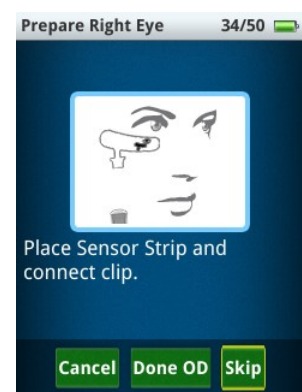 Prepare Right Eye 34/50
Place Sensor Strip and
connect clip.
Cancel Done OD Skip